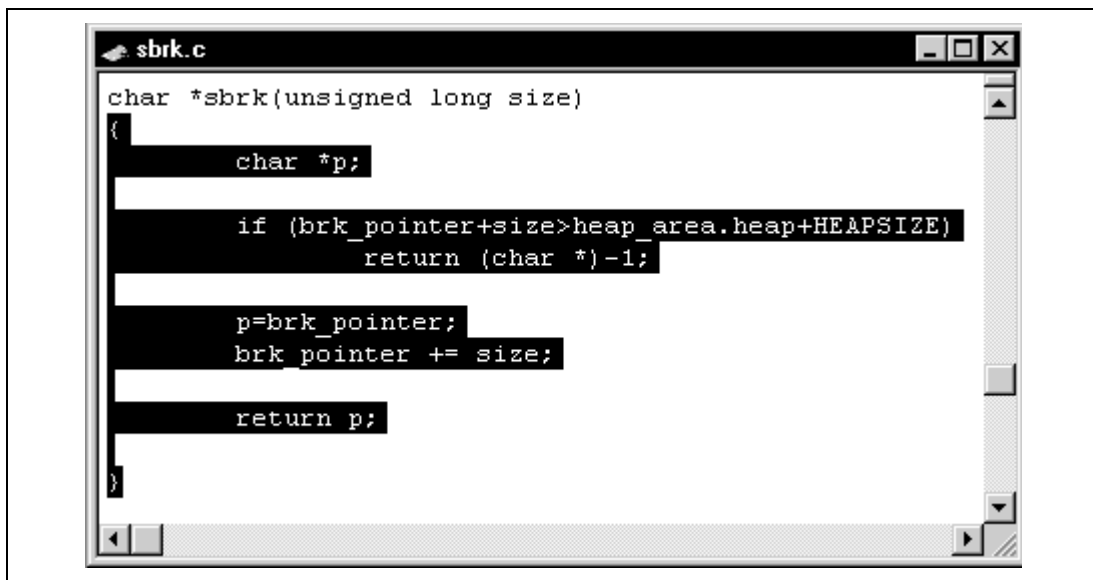 sbrk.c
char *sbrk(unsigned long size)
{
char *p;
if (brk_pointer+size>heap_area.heap+HEAPSIZE)
return (char *)-1;
p=brk_pointer;
brk_pointer += size;
return p;
}